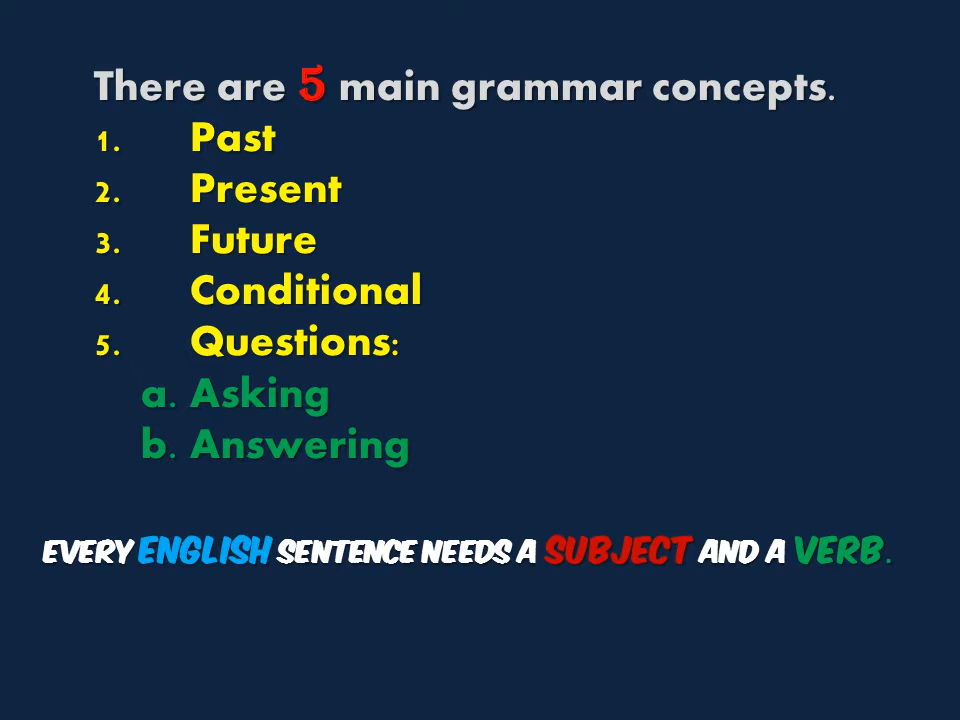 There are 5 main grammar concepts.
1. Past
2. Present
3. Future
4. Conditional
5. Questions:
a. Asking
b. Answering
EVERY ENGLISH SENTENCE NEEDS A SUBJECT AND A VERB.